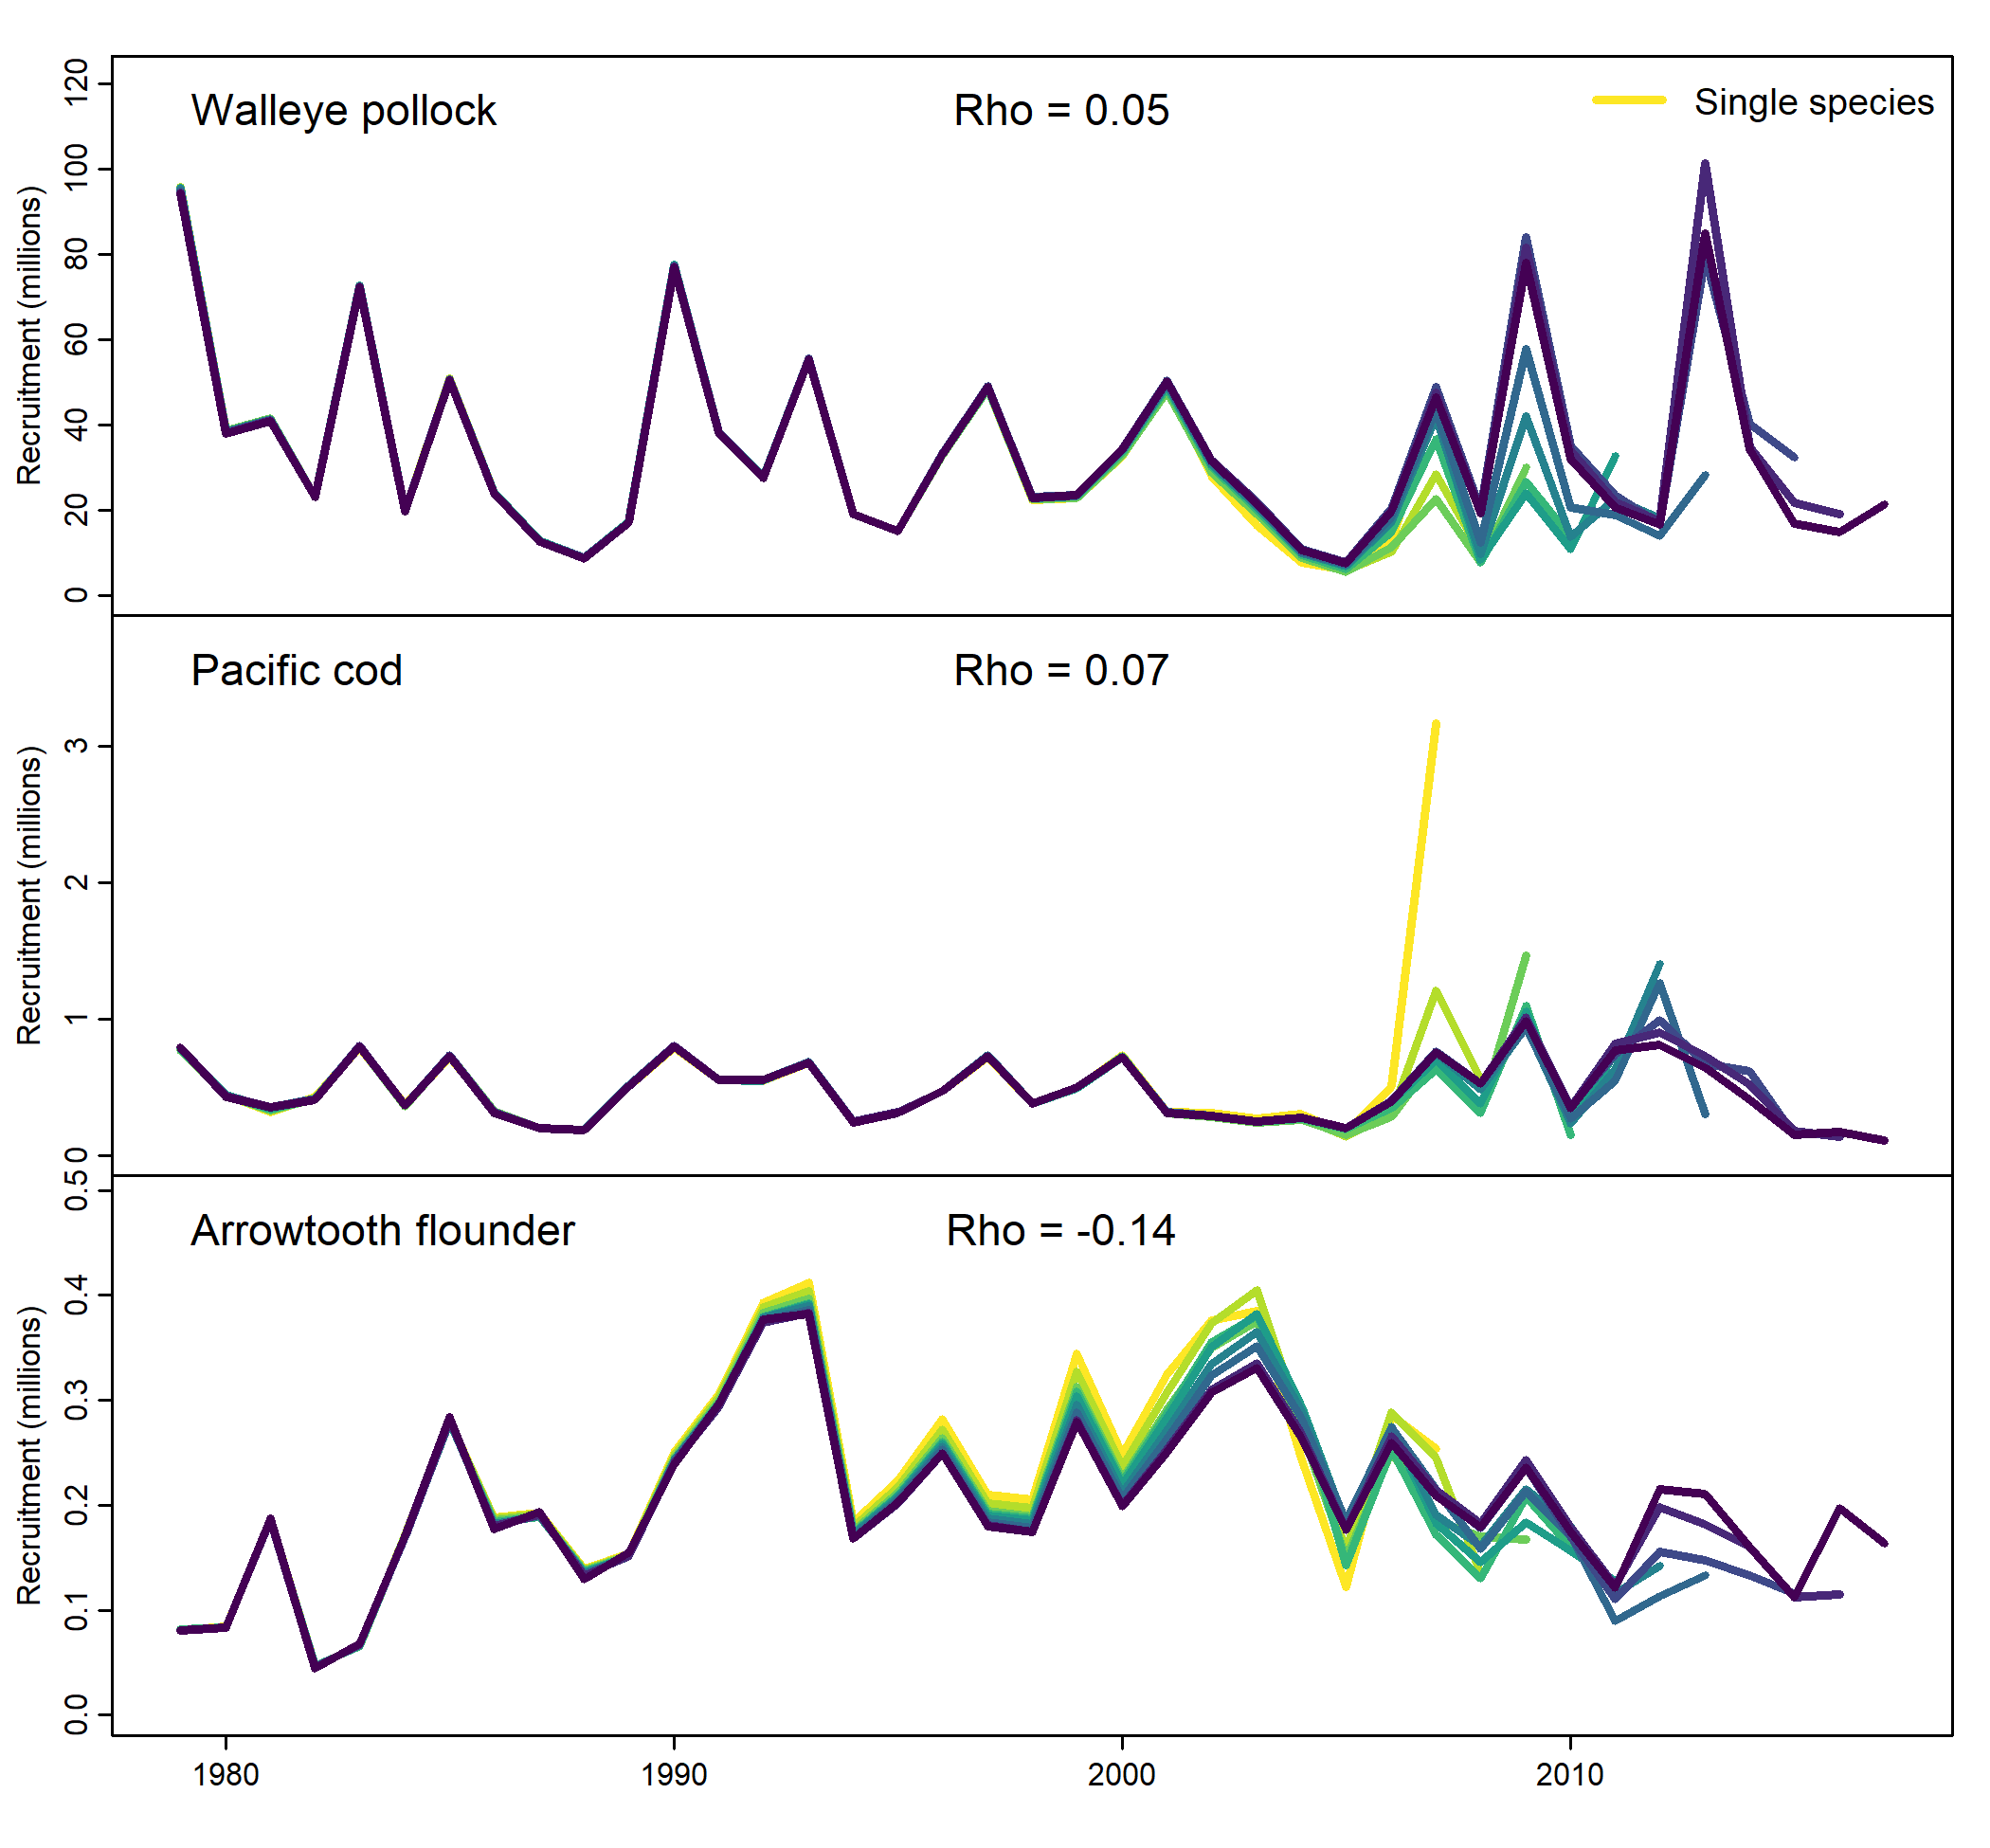 Walleye pollock
Rho = 0.05
Single species
Recruitment (millions)
120
100
80
60
40
20
0
Pacific cod
Rho = 0.07
Recruitment (millions)
3
2
1
0
Arrowtooth flounder
Rho = -0.14
Recruitment (millions)
0.5
0.4
0.3
0.2
0.1
0.0
1980
1990
2000
2010